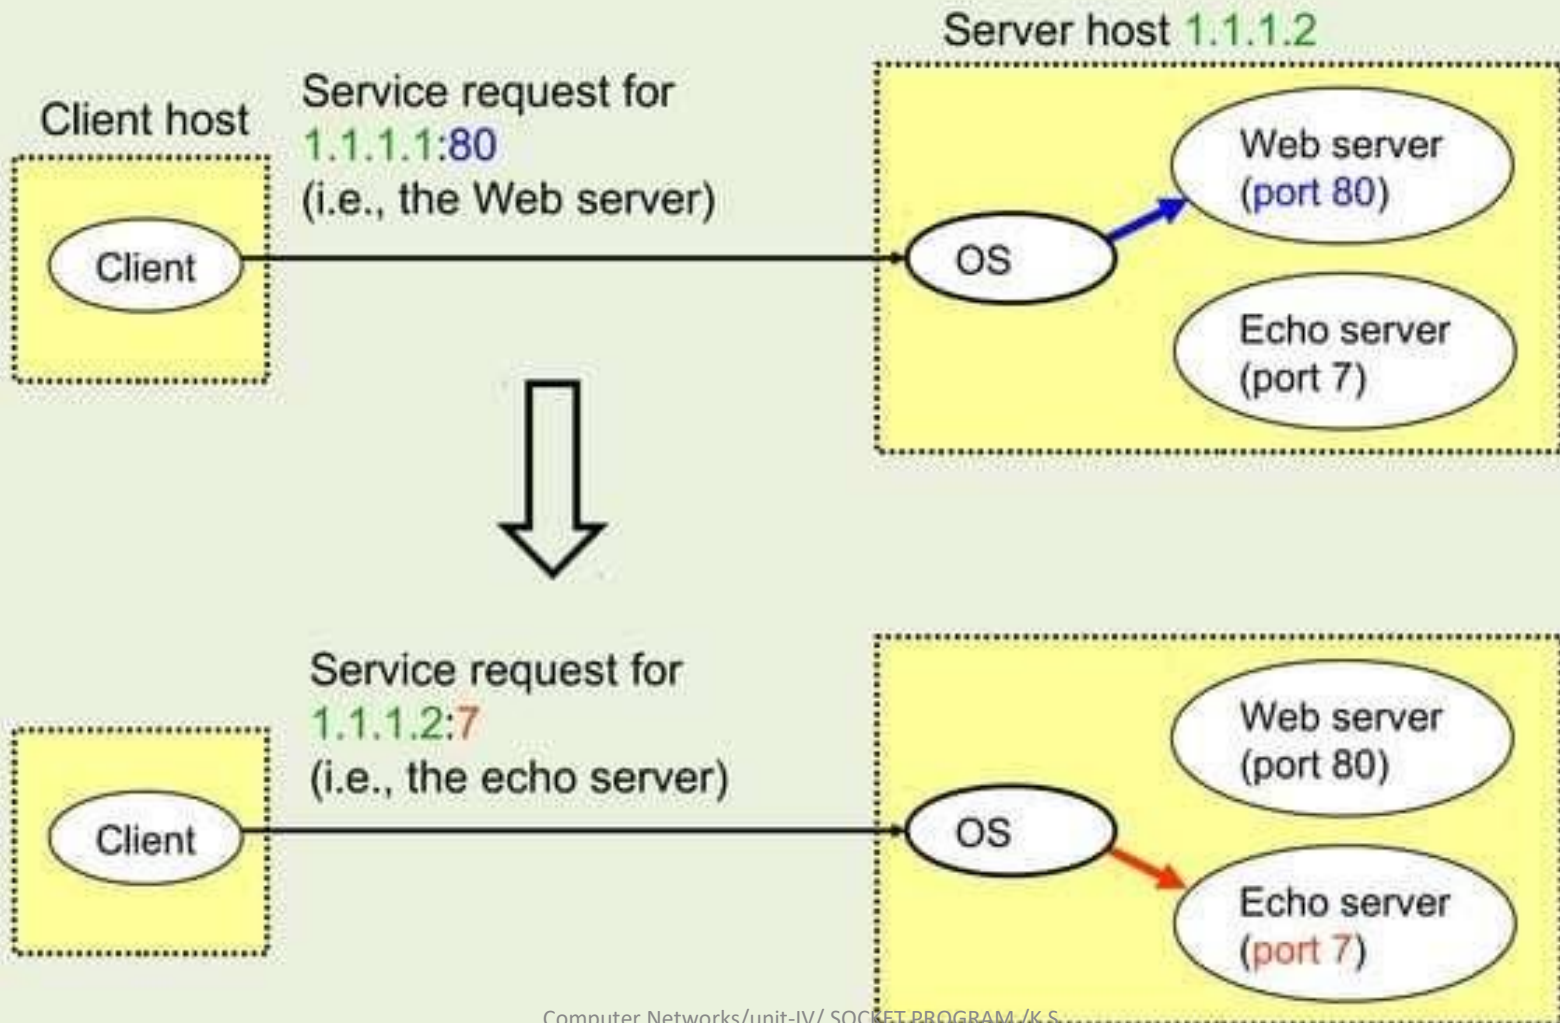 Server host 1.1.1.2
Client host
Service request for
1.1.1.1:80
(i.e., the Web server)
Client
OS
Web server
(port 80)
Echo server
(port 7)
Service request for
1.1.1.2:7
(i.e., the echo server)
Client
OS
Web server
(port 80)
Echo server
(port 7)
Computer Networks/unit-IV/ SOCKET PROGRAM /K.S.